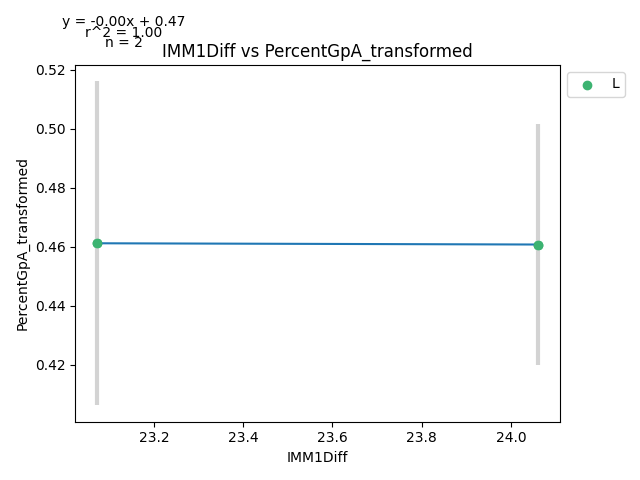 y = -0.00x + 0.47
r^2 = 1.00
n = 2
IMM1Diff vs PercentGpA_transformed
L
0.52
0.50
0.48
0.46
0.44
0.42
PercentGpA_transformed
23.2 23.4 23.6 23.8 24.0
IMM1Diff